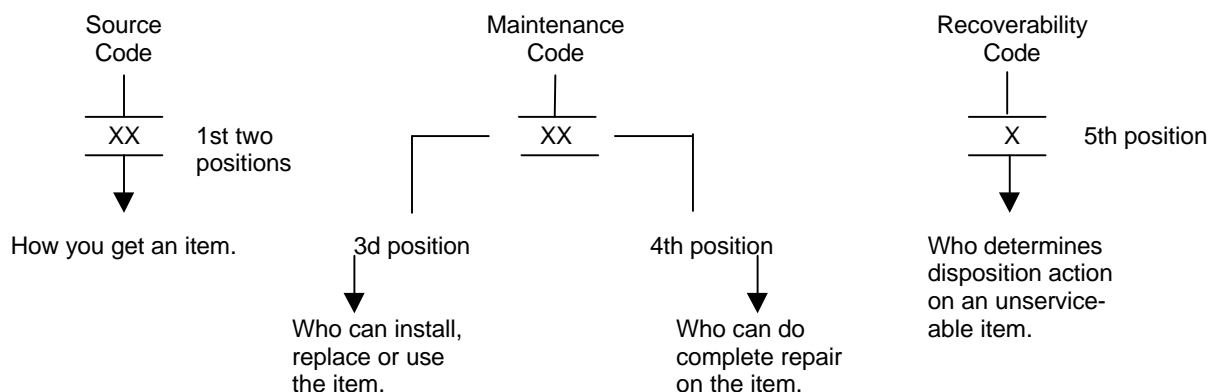 Source
Code
Maintenance
Code
Recoverability
Code
XX
1st two
positions
XX
X
5th position
How you get an item.
3d position
4th position
Who determines
disposition action
on an unservice-
able item.
Who can install,
replace or use
the item.
Who can do
complete repair
on the item.